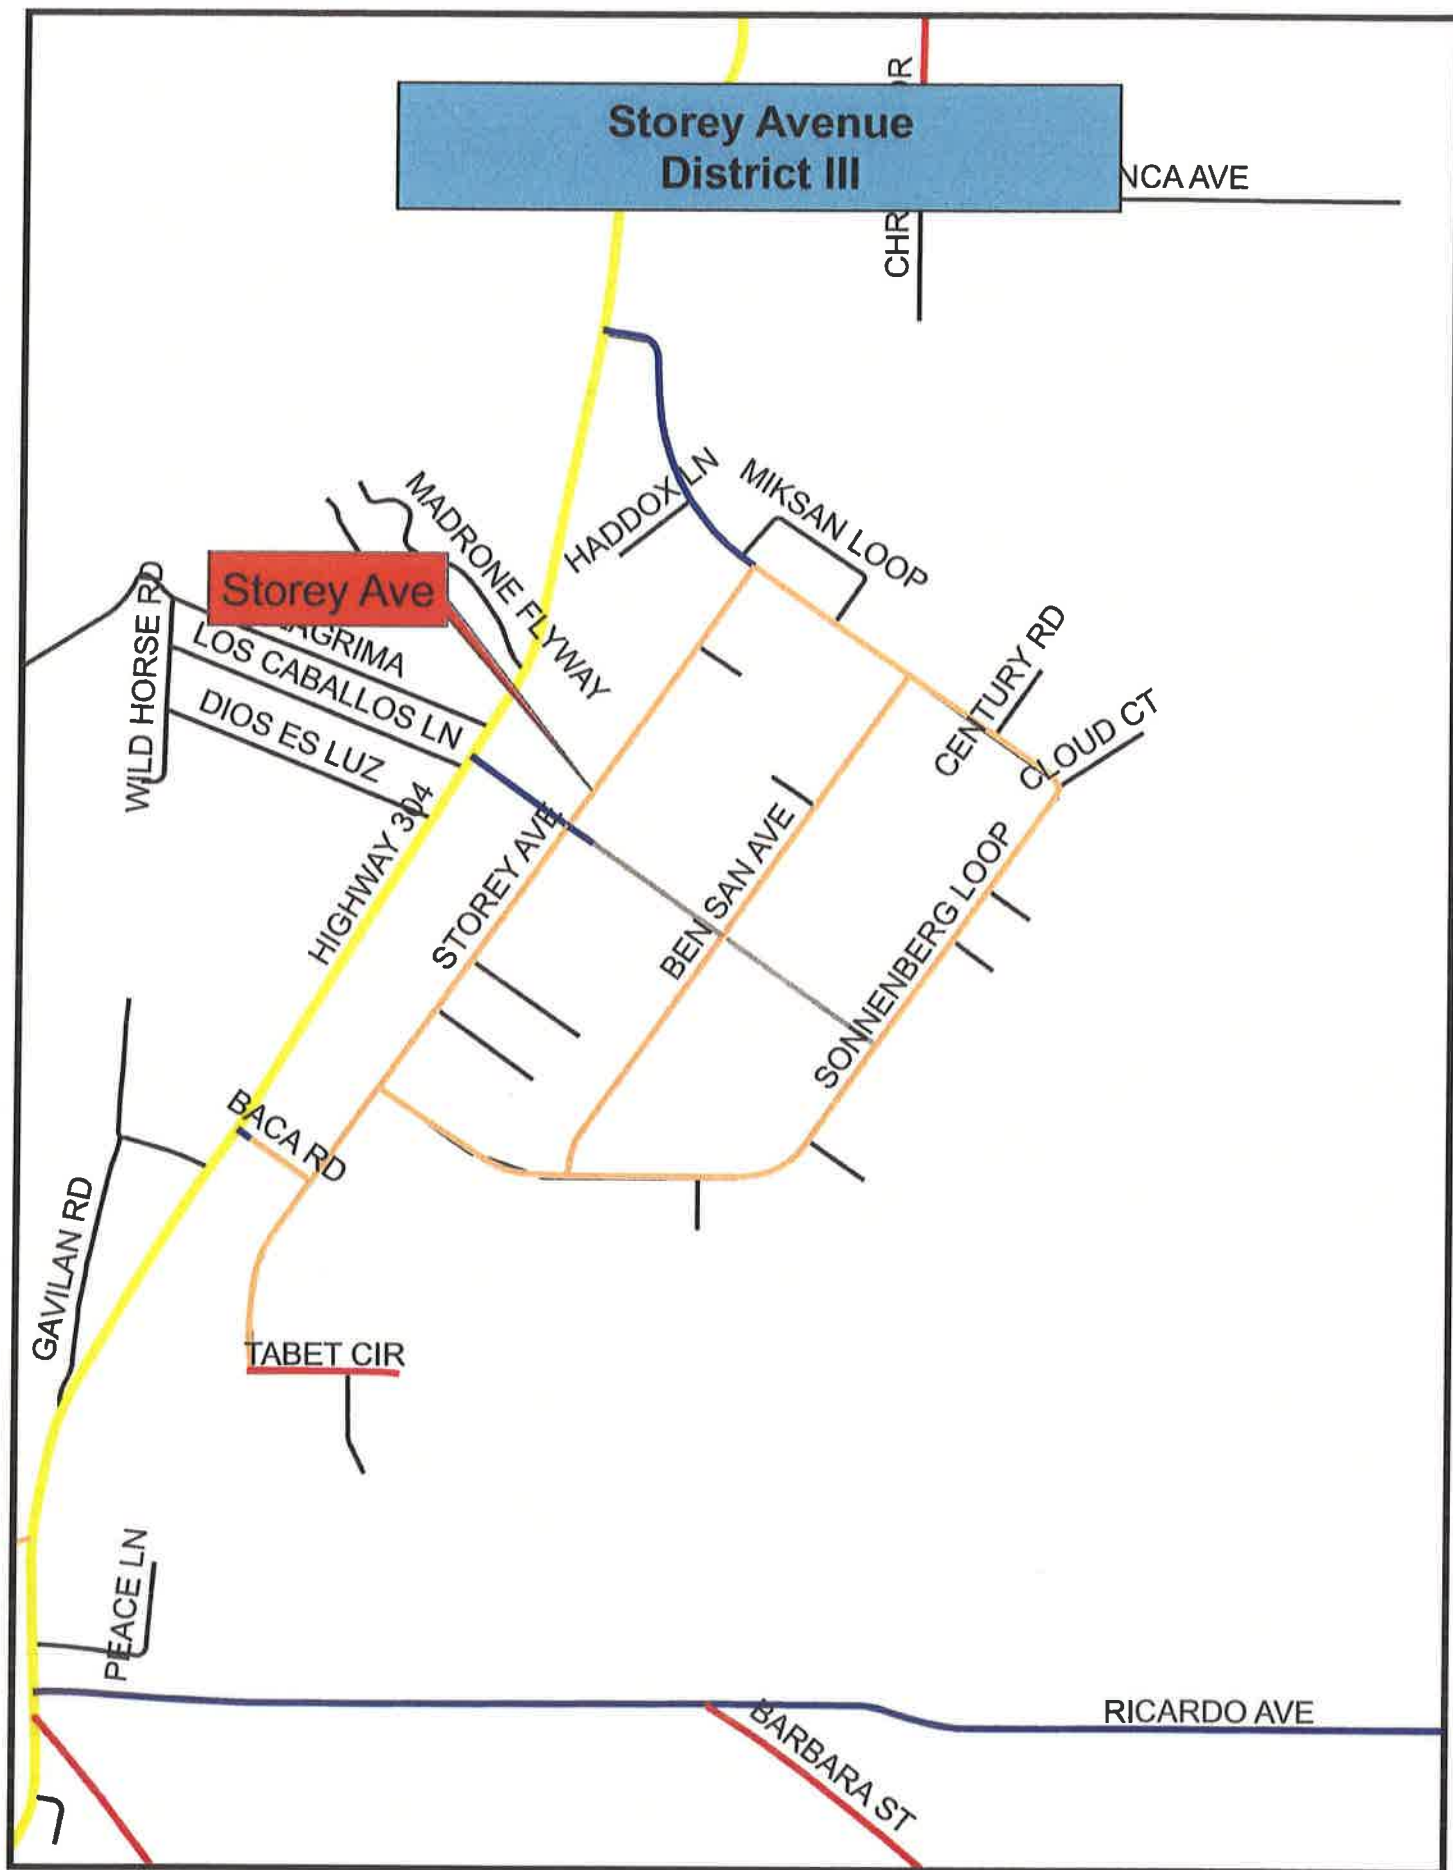 Storey Avenue
District III
NCA AVE
CHR
DR
HADDOX LN
MIKSAN LOOP
MADRONE FLYWAY
Storey Ave
AGRIMA
LOS CABALLOS LN
DIOS ES LUZ
WILD HORSE RD
CENTURY RD
CLOUD CT
HIGHWAY 304
STOREY AVE
BEN SAN AVE
SONNENBERG LOOP
BACA RD
GAVILAN RD
TABET CIR
PEACE LN
RICARDO AVE
BARBARA ST